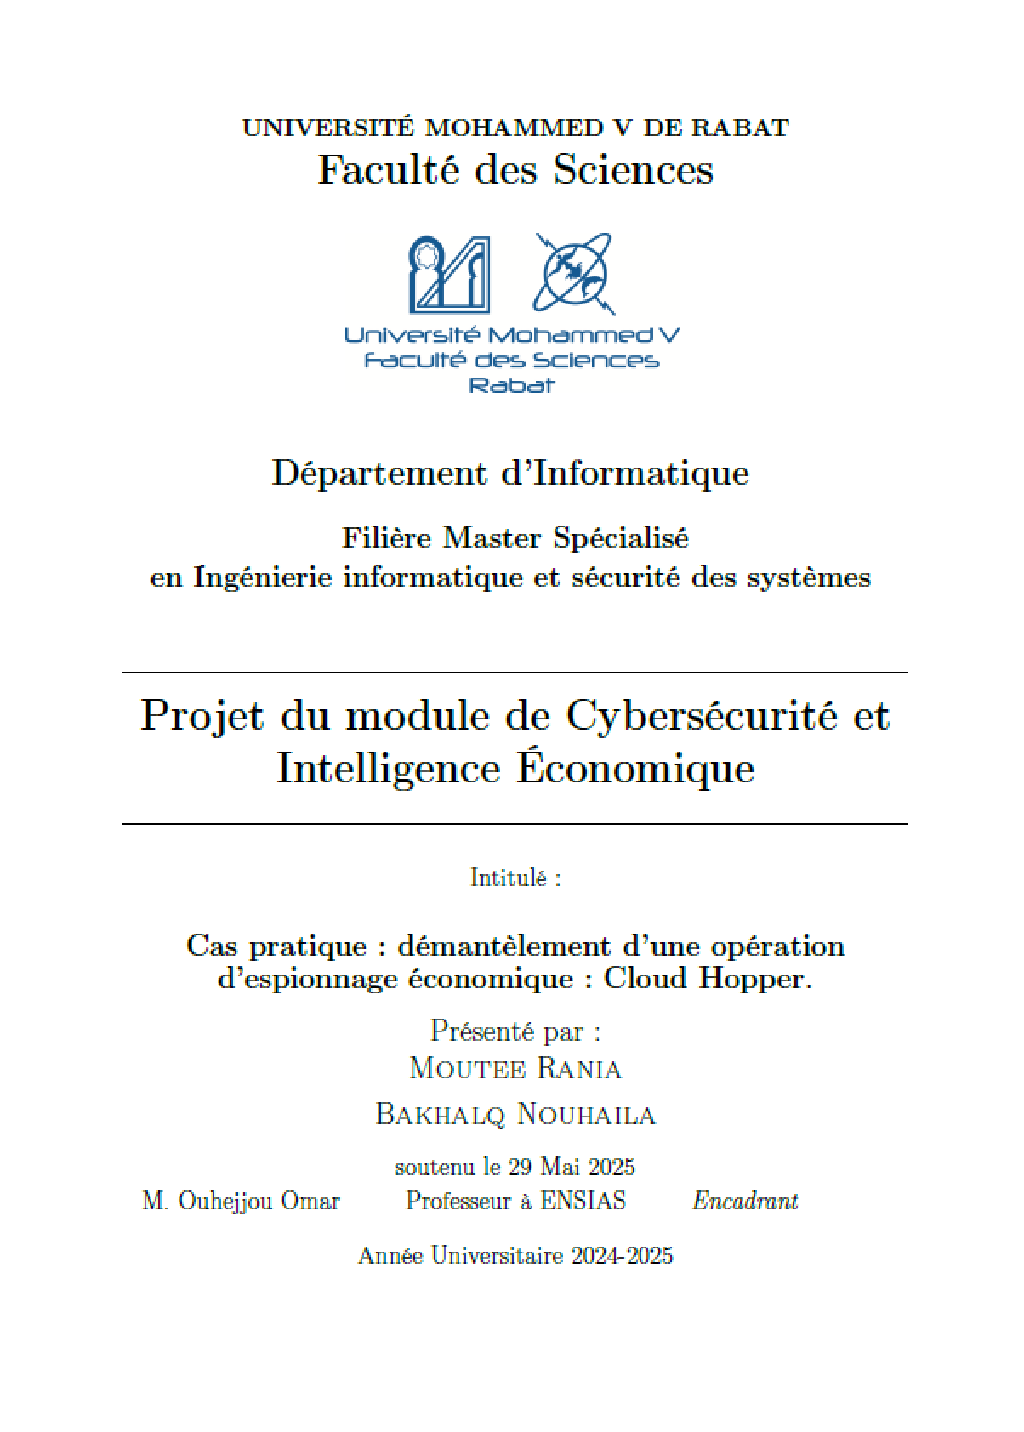 UNIVERSITÉ MOHAMMED V DE RABAT
Faculté des Sciences
Université Mohammed V
Faculté des Sciences
Rabat
Département d'Informatique
Filière Master Spécialisé
en Ingénierie informatique et sécurité des systèmes
Projet du module de Cybersécurité et
Intelligence Économique
Intitulé :
Cas pratique : démantèlement d'une opération
d'espionnage économique : Cloud Hopper.
Présenté par :
MOUTEE RANIA
BAKHALQ NOUHAILA
soutenu le 29 Mai 2025
M. Ouhejjou Omar Professeur à ENSIAS Encadrant
Année Universitaire 2024-2025